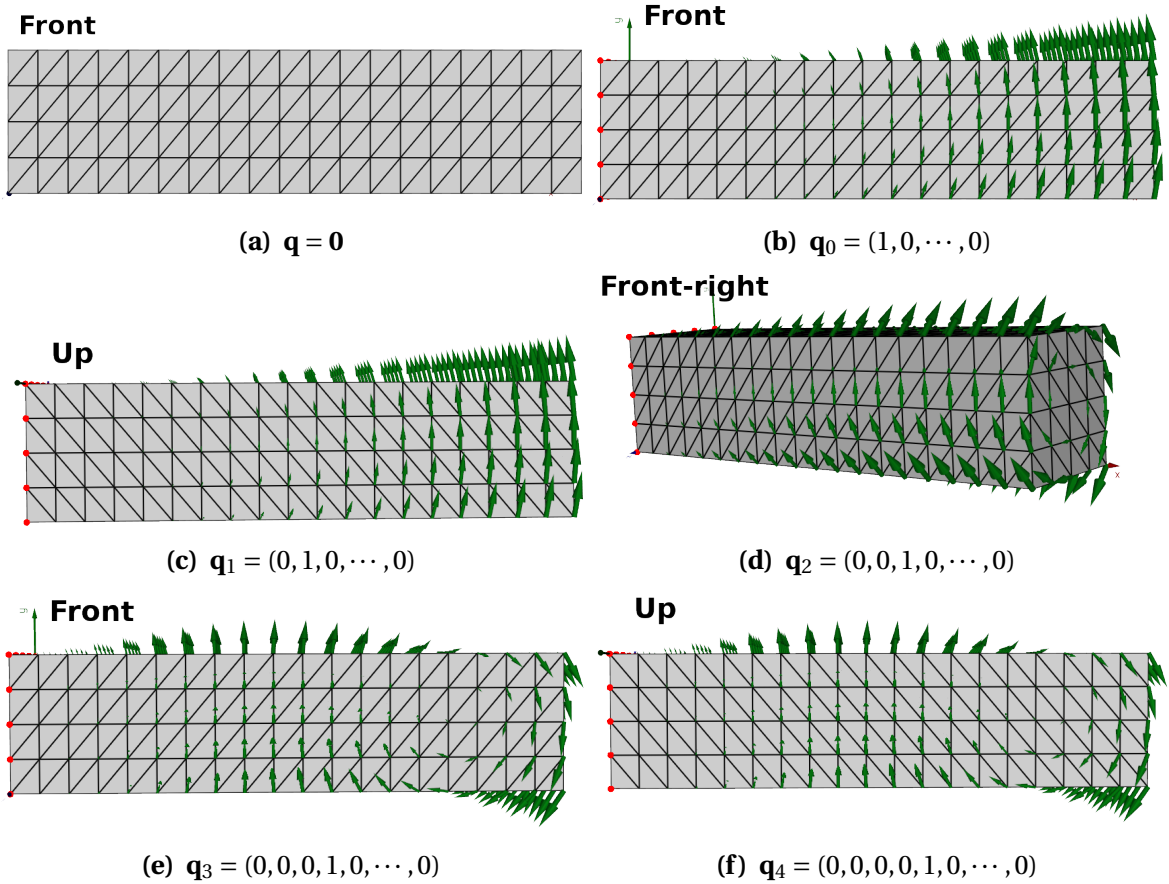 Front
Front
y
(a) q = 0
(b) q₀ = (1, 0, ⋯ , 0)
Up
Front-right
y
x
(c) q₁ = (0, 1, 0, ⋯ , 0)
(d) q₂ = (0, 0, 1, 0, ⋯ , 0)
Front
y
Up
(e) q₃ = (0, 0, 0, 1, 0, ⋯ , 0)
(f) q₄ = (0, 0, 0, 0, 1, 0, ⋯ , 0)